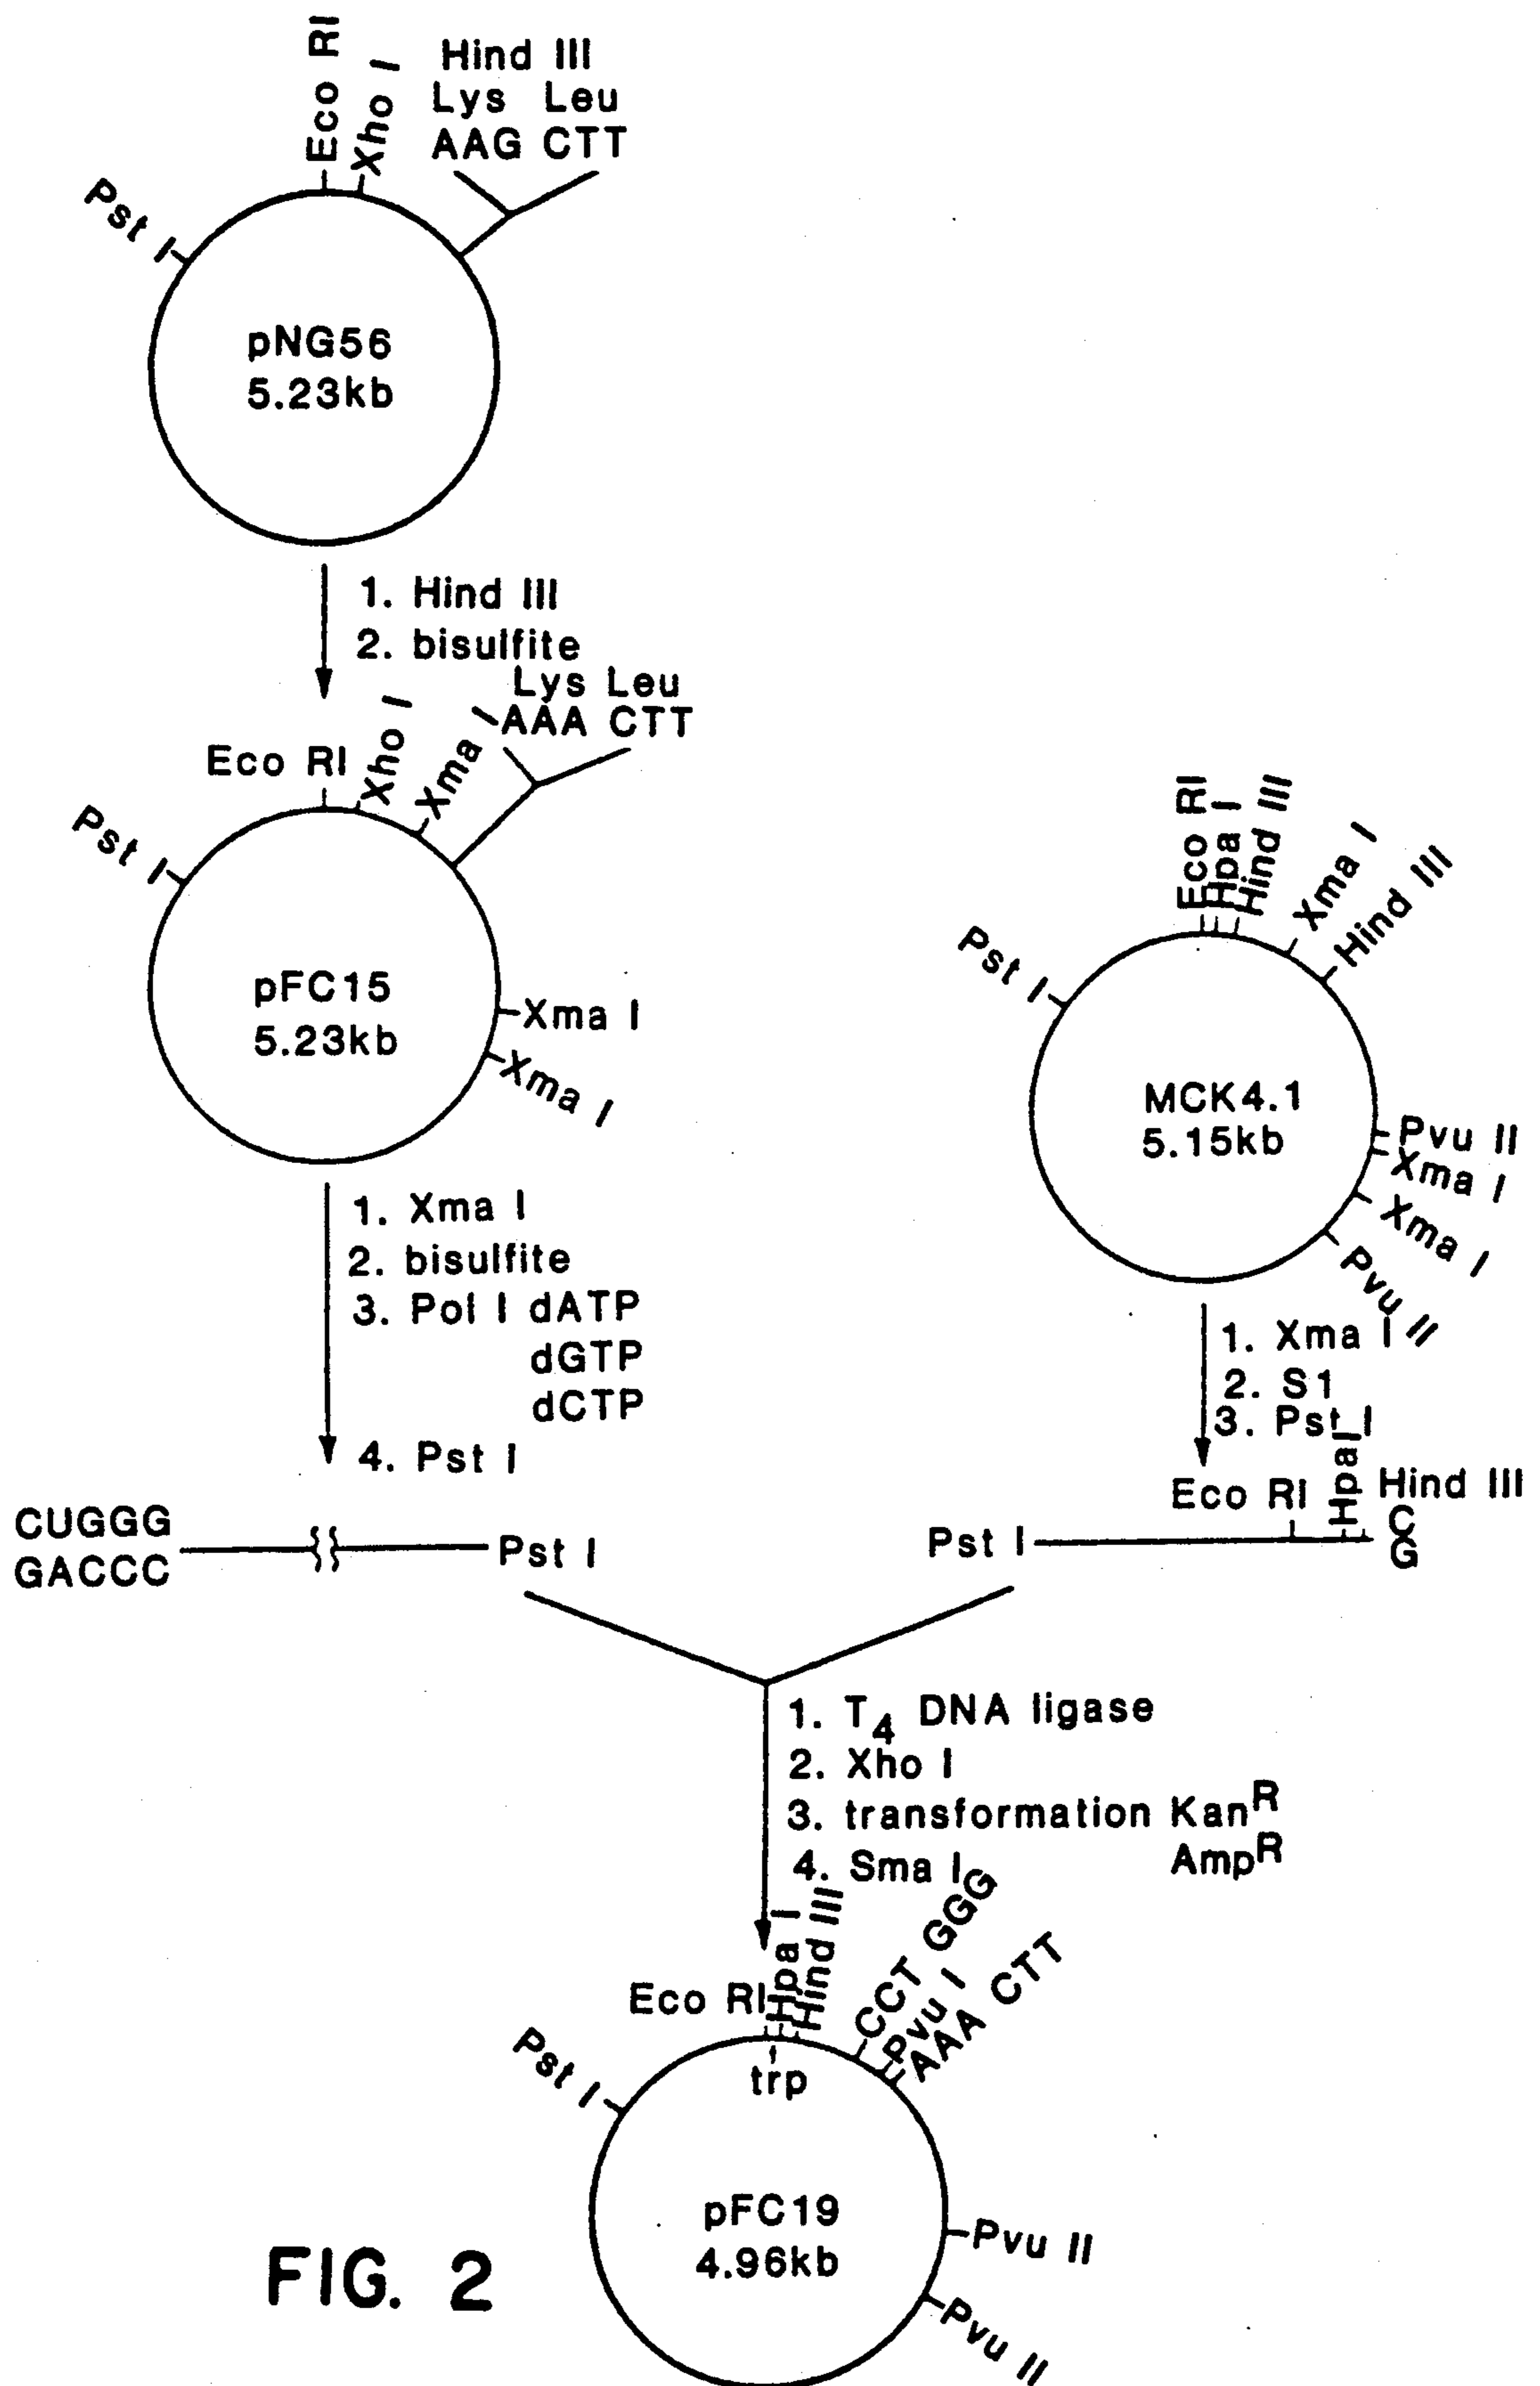 Eco RI
Xho I
Hind III
Lys Leu
AAG CTT
Pst I
pNG56
5.23kb
1. Hind III
2. bisulfite
Lys Leu
AAA CTT
Eco RI
Xho I
Xma I
Pst I
pFC15
5.23kb
Xma I
Xma I
Eco RI
Hpa I
Hind III
Xma I
Hind III
Pst I
MCK4.1
5.15kb
Pvu II
Xma I
Xma I
Pvu II
1. Xma I
2. bisulfite
3. Pol I dATP
dGTP
dCTP
4. Pst I
1. Xma I
2. S1
3. Pst I
CUGGG
GACCC
Pst I
Pst I
Eco RI
Hpa I
Hind III
C
G
1. T4 DNA ligase
2. Xho I
3. transformation KanR
AmpR
4. Sma I
Eco RI
Hpa I
Hind III
CCT GGG
G
Pvu I
AAA CTT
Pst I
trp
pFC19
4.96kb
Pvu II
Pvu II
FIG. 2